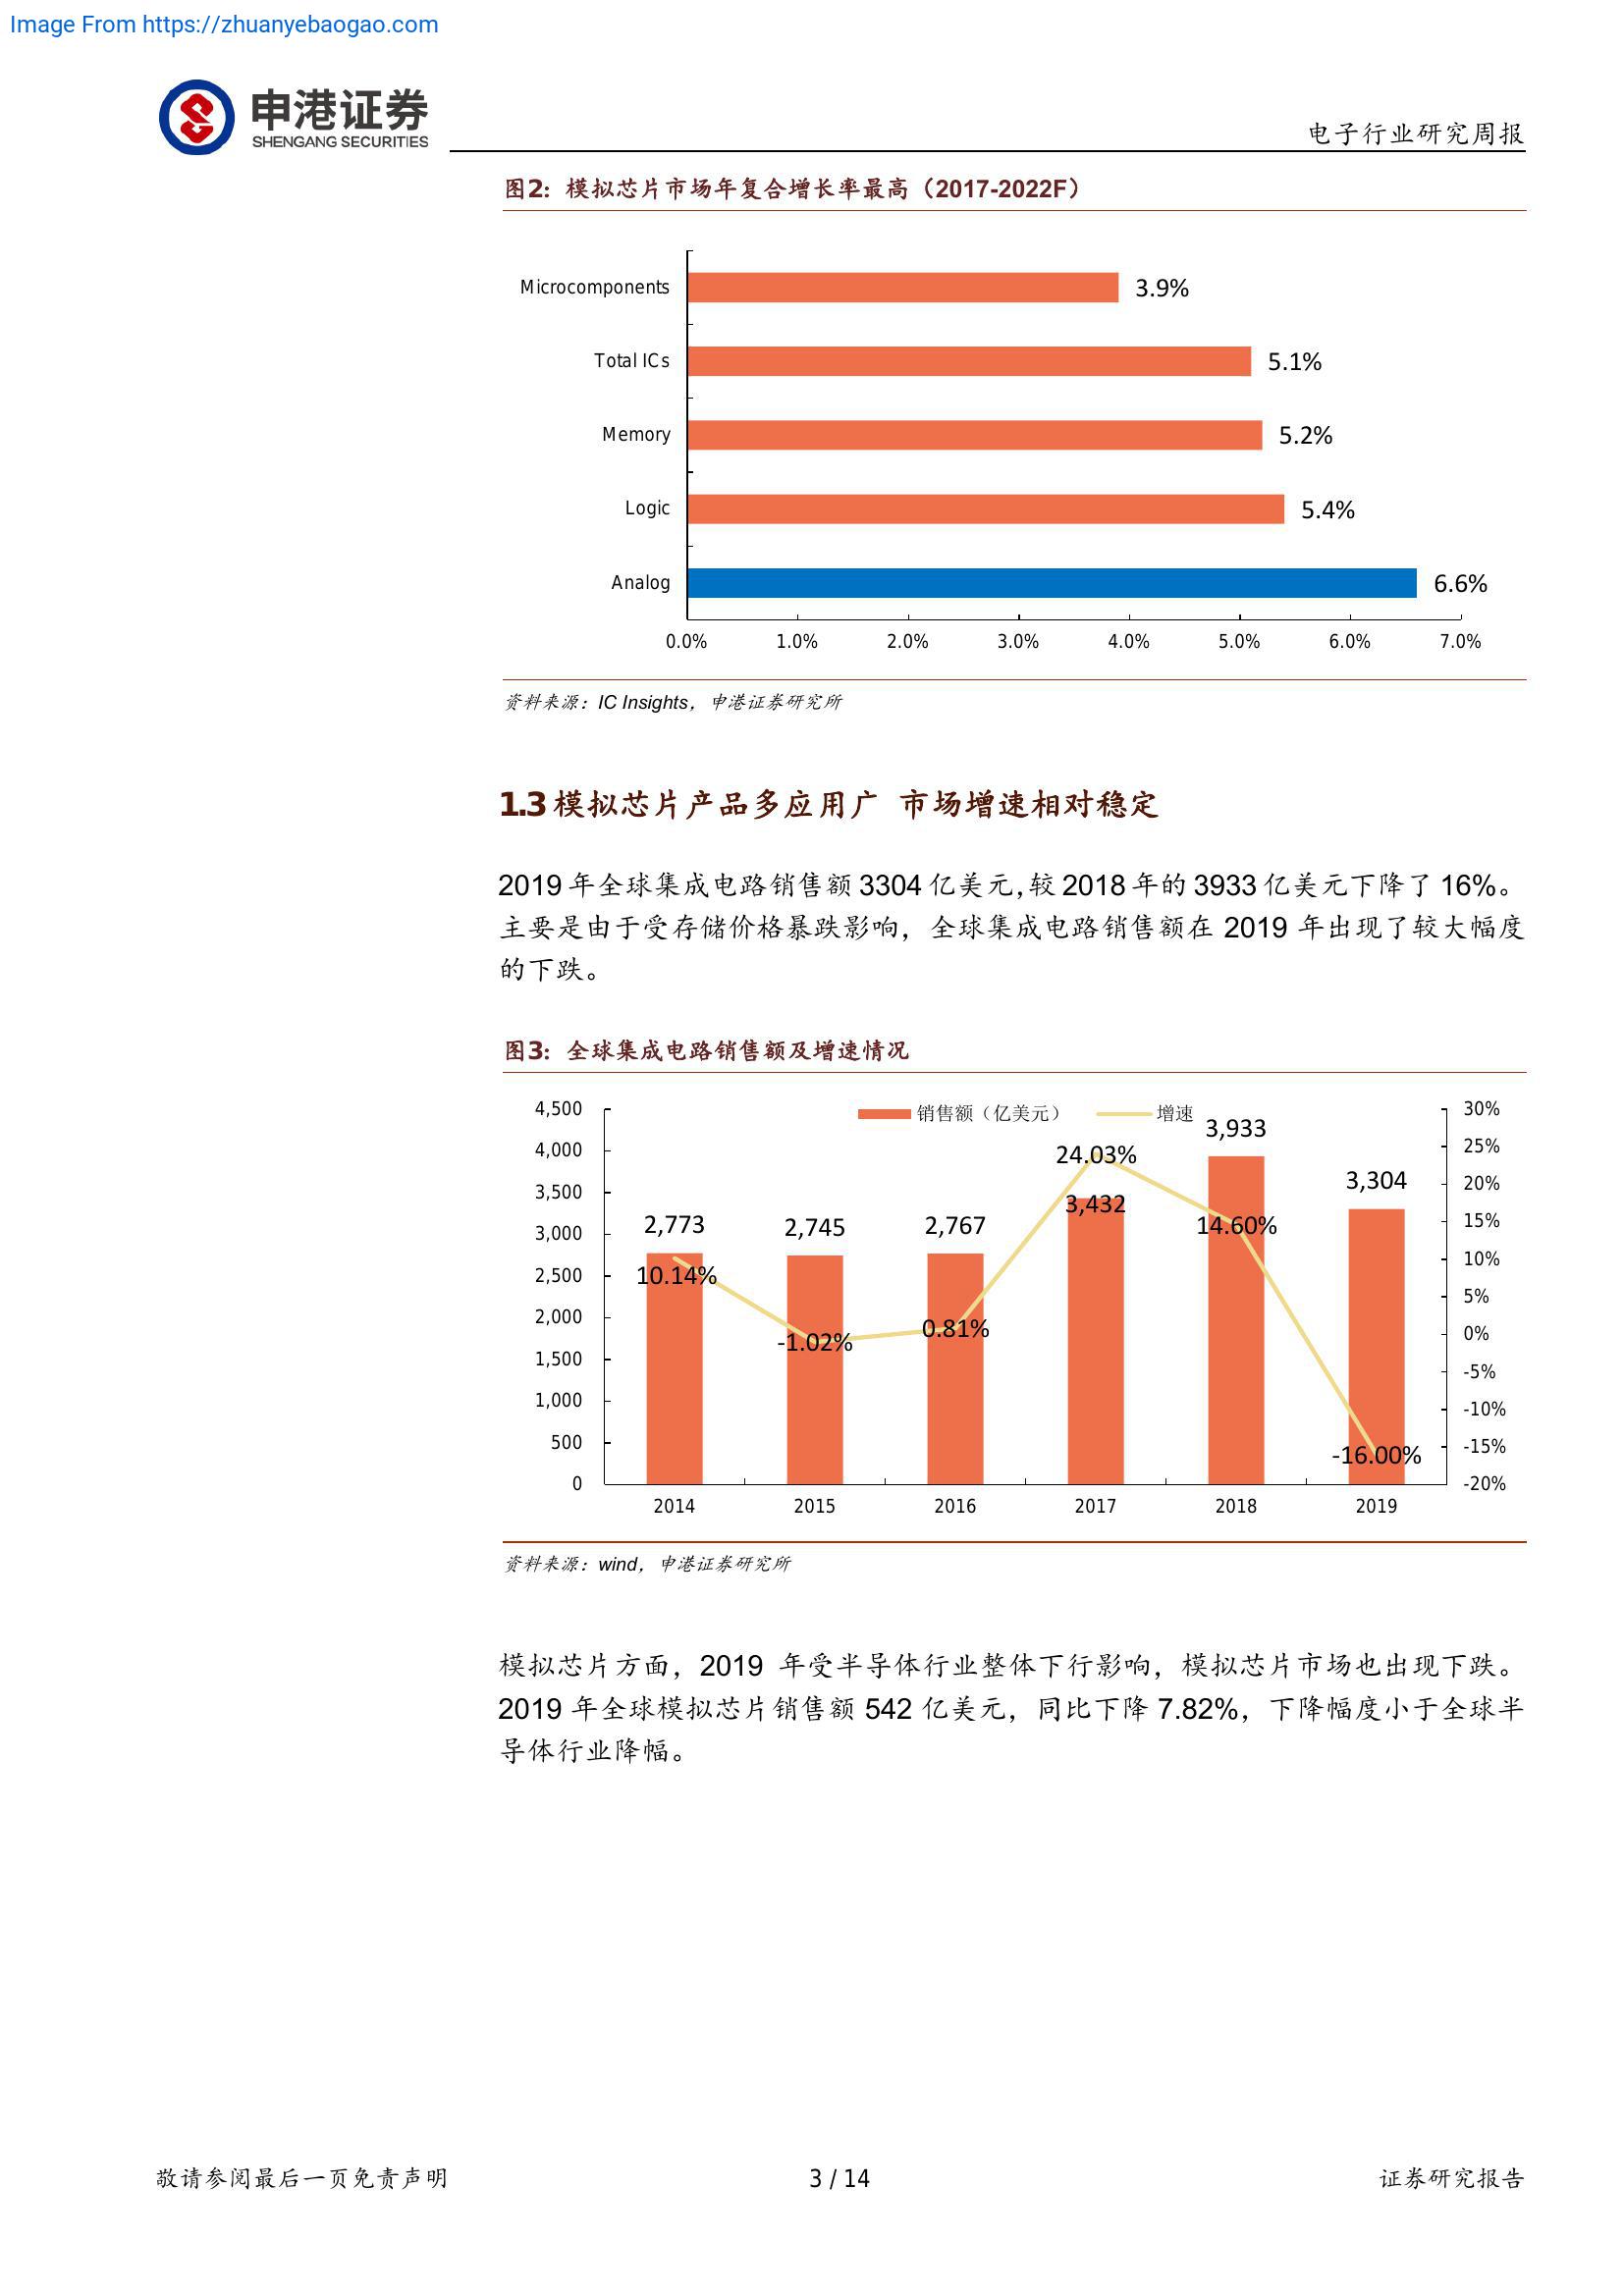 Image From https://zhuanyebaogao.com
申港证券
SHENGANG SECURITIES
电子行业研究周报
图2：模拟芯片市场年复合增长率最高（2017-2022F）
Microcomponents 3.9%
Total ICs 5.1%
Memory 5.2%
Logic 5.4%
Analog 6.6%
0.0% 1.0% 2.0% 3.0% 4.0% 5.0% 6.0% 7.0%
资料来源：IC Insights，申港证券研究所
1.3 模拟芯片产品多应用广 市场增速相对稳定
2019 年全球集成电路销售额 3304 亿美元，较 2018 年的 3933 亿美元下降了 16%。
主要是由于受存储价格暴跌影响，全球集成电路销售额在 2019 年出现了较大幅度
的下跌。
图3：全球集成电路销售额及增速情况
销售额（亿美元） 增速
4,500
4,000
3,500
3,000
2,500
2,000
1,500
1,000
500
0
2,773 2,745 2,767 3,432 3,933 3,304
10.14% -1.02% 0.81% 24.03% 14.60% -16.00%
30%
25%
20%
15%
10%
5%
0%
-5%
-10%
-15%
-20%
2014 2015 2016 2017 2018 2019
资料来源：wind，申港证券研究所
模拟芯片方面，2019 年受半导体行业整体下行影响，模拟芯片市场也出现下跌。
2019 年全球模拟芯片销售额 542 亿美元，同比下降 7.82%，下降幅度小于全球半
导体行业降幅。
敬请参阅最后一页免责声明 3 / 14 证券研究报告